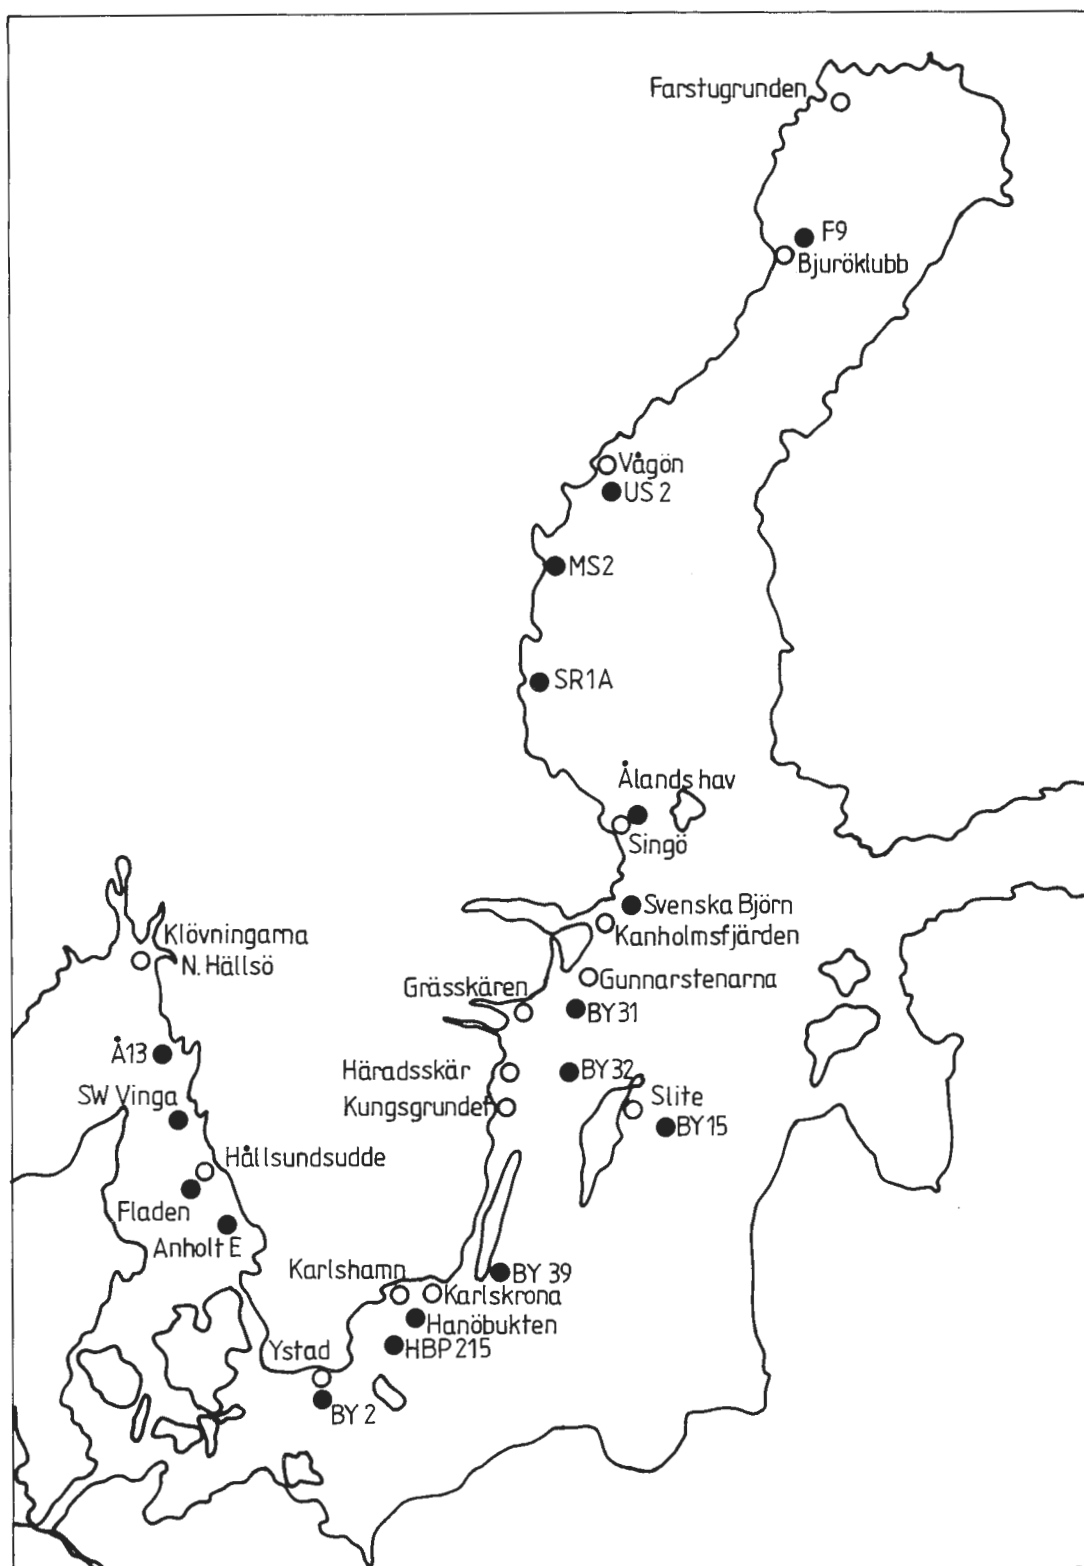 Farstugrunden
F9
Bjuröklubb
Vågön
US 2
MS2
SR1A
Ålands hav
Singö
Svenska Björn
Kanholmsfjärden
Klövningarna
N. Hällsö
Gunnarstenarna
Grässkären
BY31
Å13
Häradsskär
BY32
SW Vinga
Kungsgrundet
Slite
BY15
Hållsundsudde
Fladen
Anholt E
Karlshamn
BY 39
Karlskrona
Hanöbukten
Ystad
HBP215
BY 2